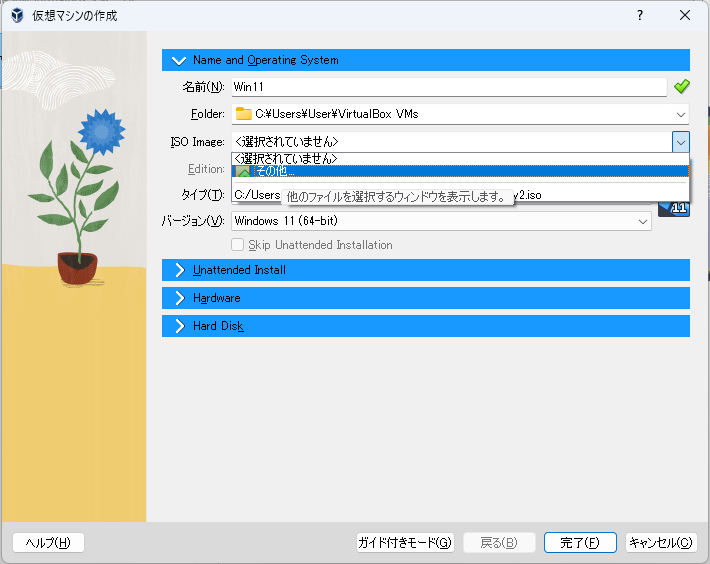 仮想マシンの作成
?
Name and Operating System
名前(N): Win11
Folder: C:¥Users¥User¥VirtualBox VMs
ISO Image: <選択されていません>
<選択されていません>
Edition: その他...
タイプ(T): C:/Users y2.iso
他のファイルを選択するウィンドウを表示します。
11
バージョン(V): Windows 11 (64-bit)
Skip Unattended Installation
Unattended Install
Hardware
Hard Disk
ヘルプ(H) ガイド付きモード(G) 戻る(B) 完了(F) キャンセル(C)